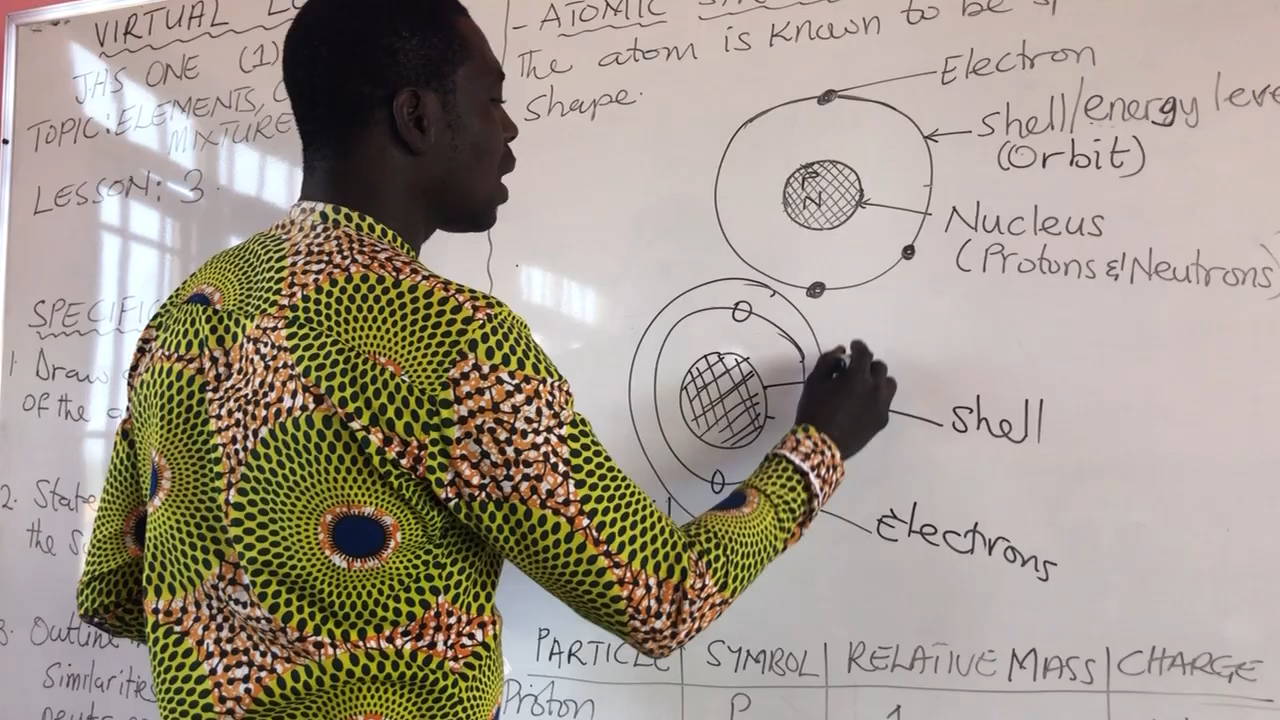 VIRTUAL
JHS ONE (1)
TOPIC: ELEMENTS,
MIXTURE
LESSON: 3
SPECIFIC
1. Draw
OF the
2. State
the
3. Outline
Similarities
- ATOMIC
The atom is known to be
Shape.
Electron
Shell/energy leve
(Orbit)
Nucleus
(Protons & Neutrons)
P
N
Shell
Electrons
PARTICLE | SYMBOL | RELATIVE MASS | CHARGE
Proton P 1